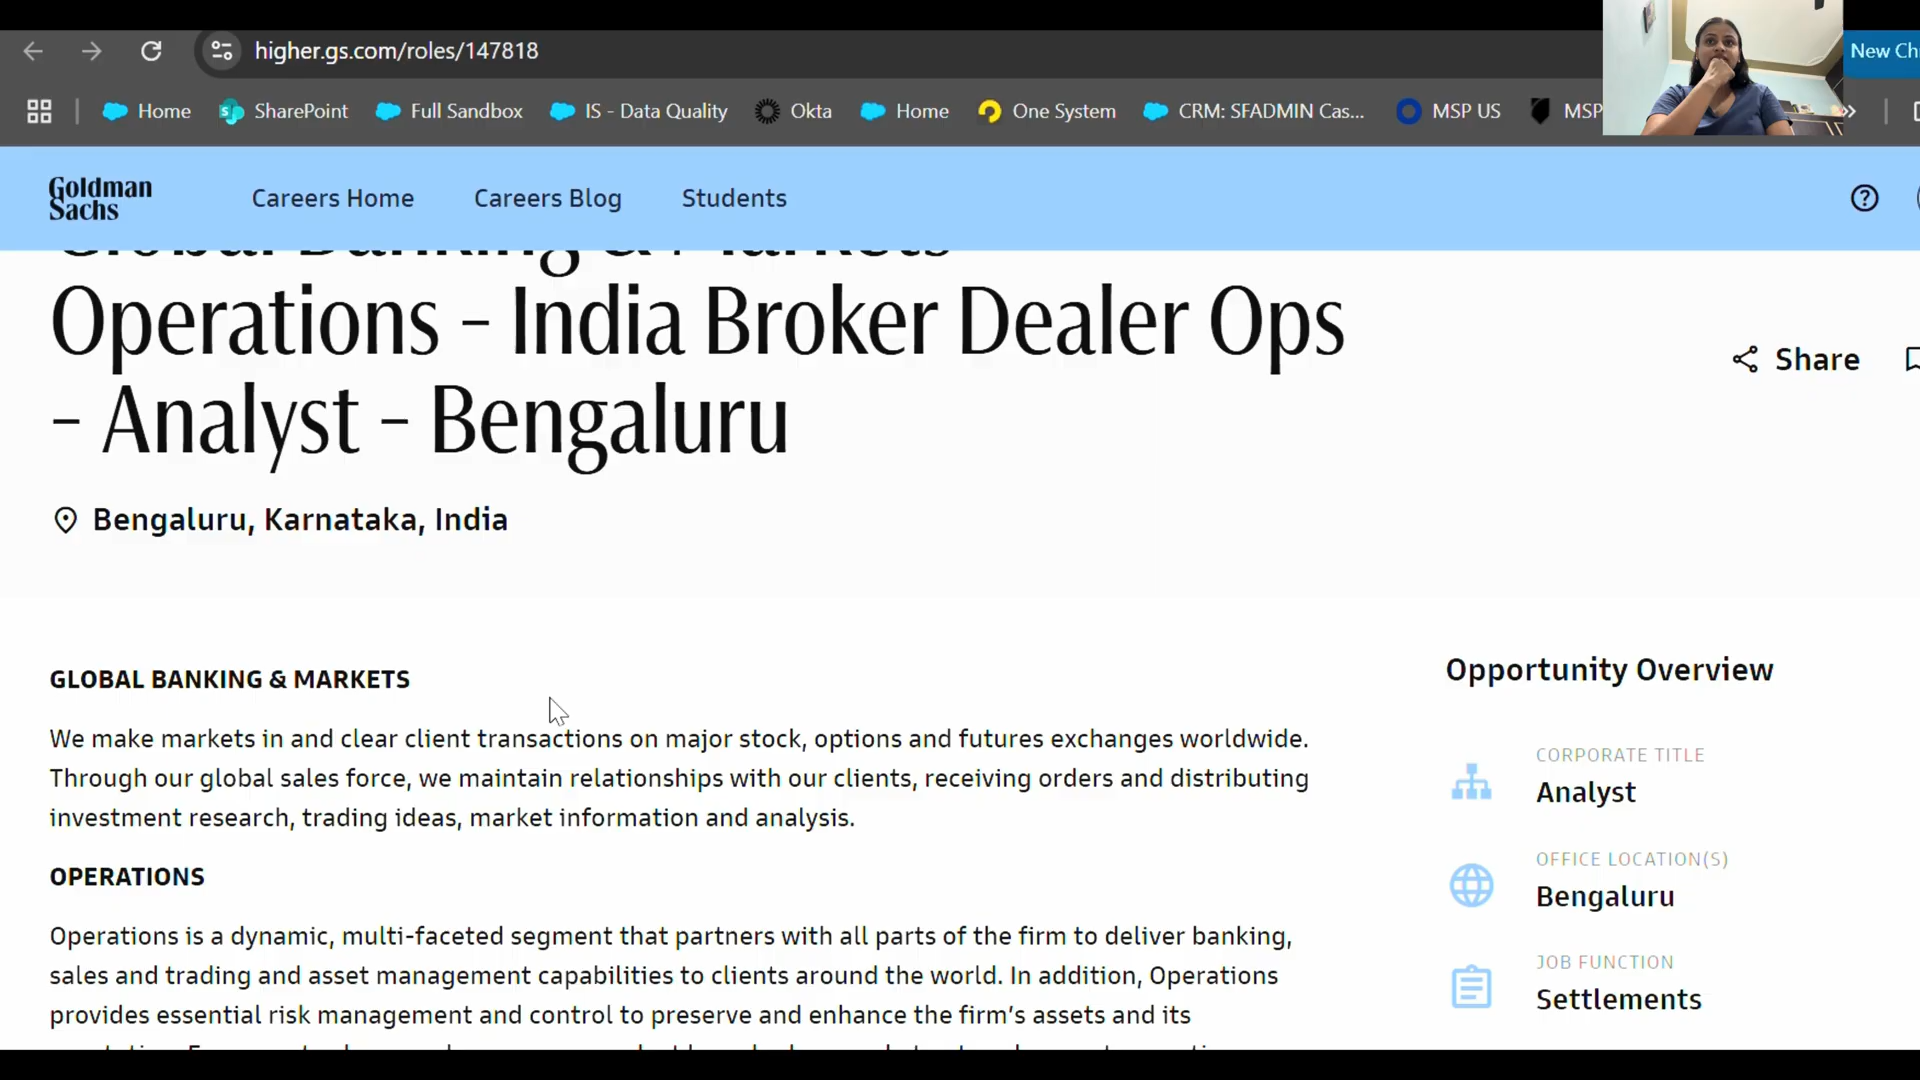 higher.gs.com/roles/147818
New Ch
Home
SharePoint
Full Sandbox
IS - Data Quality
Okta
Home
One System
CRM: SFADMIN Cas...
MSP US
MSP
Goldman
Sachs
Careers Home
Careers Blog
Students
Global Banking & Markets
Operations - India Broker Dealer Ops
- Analyst - Bengaluru
Share
Bengaluru, Karnataka, India
GLOBAL BANKING & MARKETS
We make markets in and clear client transactions on major stock, options and futures exchanges worldwide.
Through our global sales force, we maintain relationships with our clients, receiving orders and distributing
investment research, trading ideas, market information and analysis.
OPERATIONS
Operations is a dynamic, multi-faceted segment that partners with all parts of the firm to deliver banking,
sales and trading and asset management capabilities to clients around the world. In addition, Operations
provides essential risk management and control to preserve and enhance the firm's assets and its
Opportunity Overview
CORPORATE TITLE
Analyst
OFFICE LOCATION(S)
Bengaluru
JOB FUNCTION
Settlements